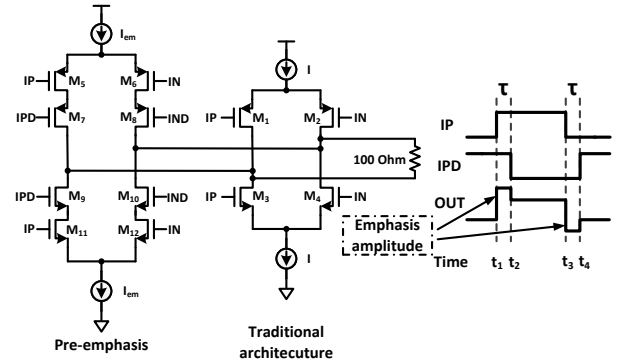 I_em
I
IP M5 M6 IN
IPD M7 M8 IND
IP M1 M2 IN
100 Ohm
M3 M4 IN
IPD M9 M10 IND
IP M11 M12 IN
I_em
I
Pre-emphasis
Traditional
architecuture
τ τ
IP
IPD
OUT
Emphasis
amplitude
Time t1 t2 t3 t4